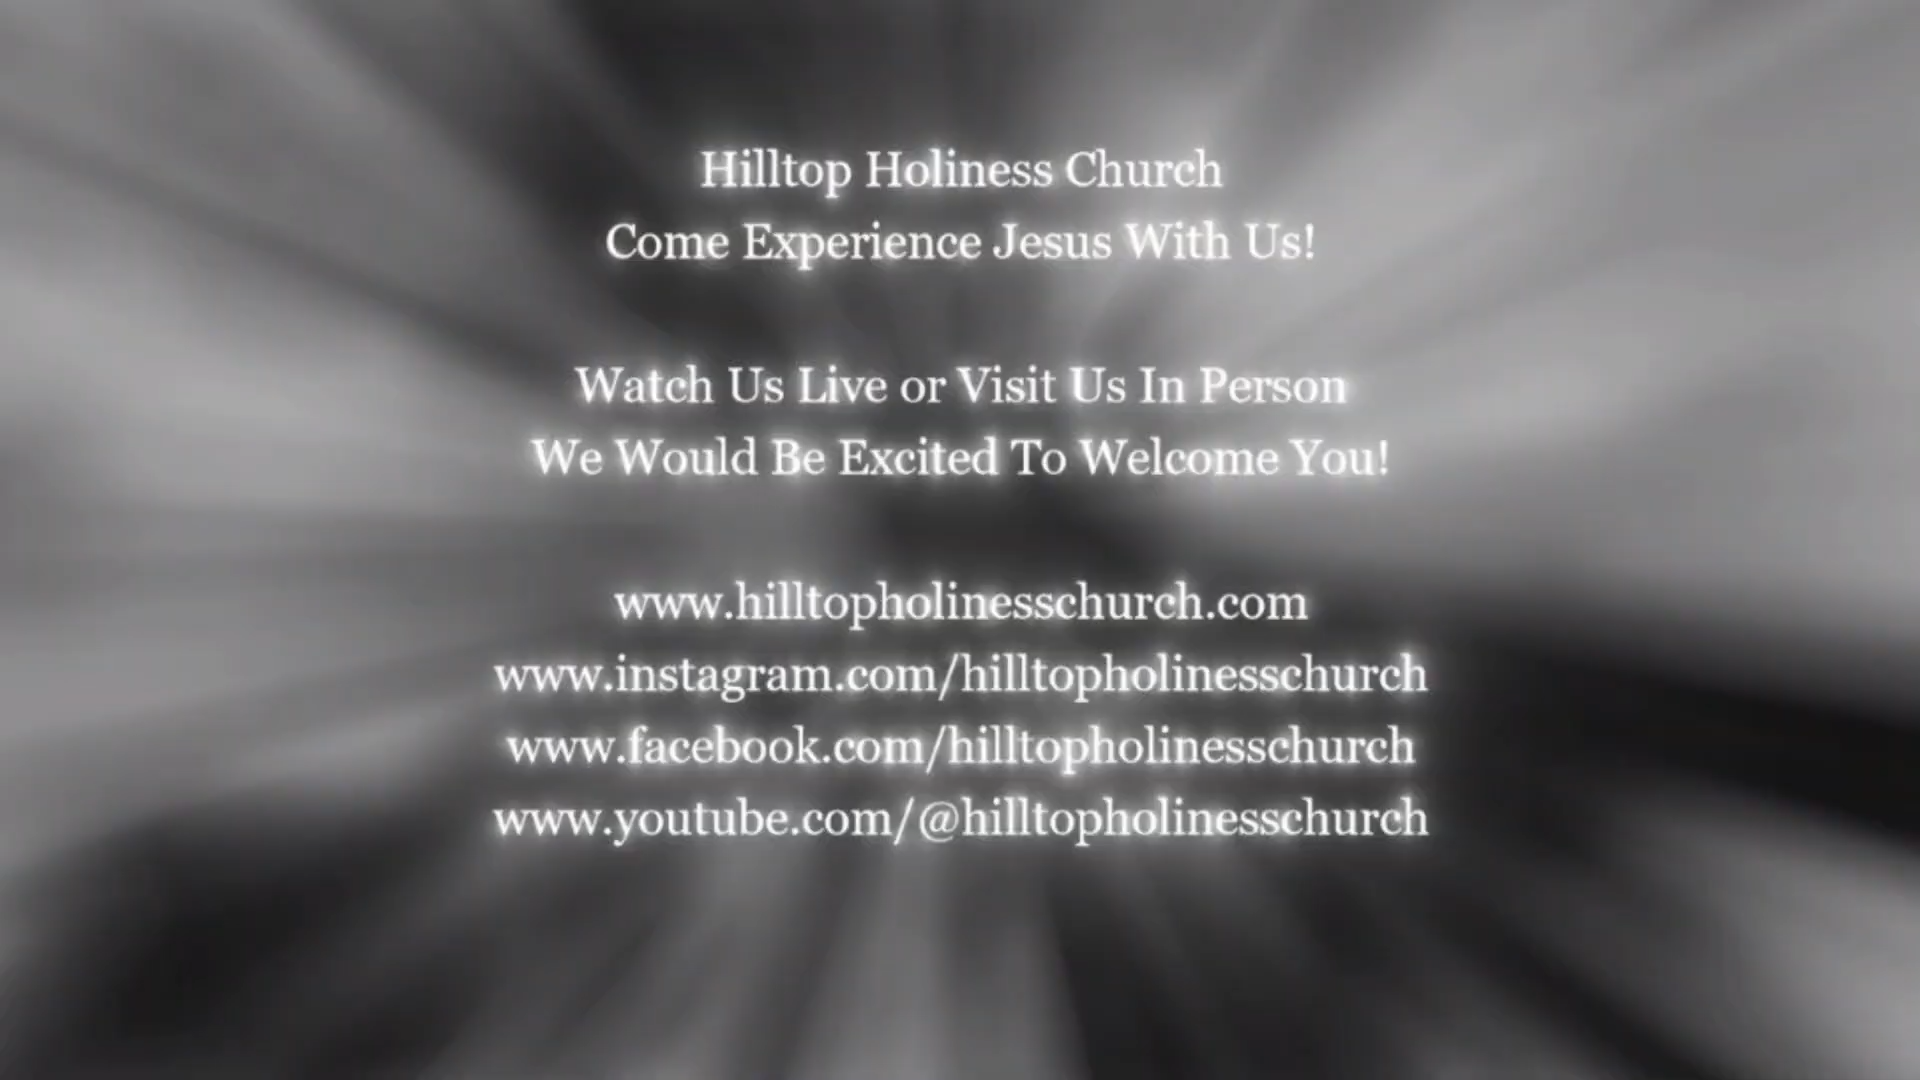 Hilltop Holiness Church
Come Experience Jesus With Us!
Watch Us Live or Visit Us In Person
We Would Be Excited To Welcome You!
www.hilltopholinesschurch.com
www.instagram.com/hilltopholinesschurch
www.facebook.com/hilltopholinesschurch
www.youtube.com/@hilltopholinesschurch